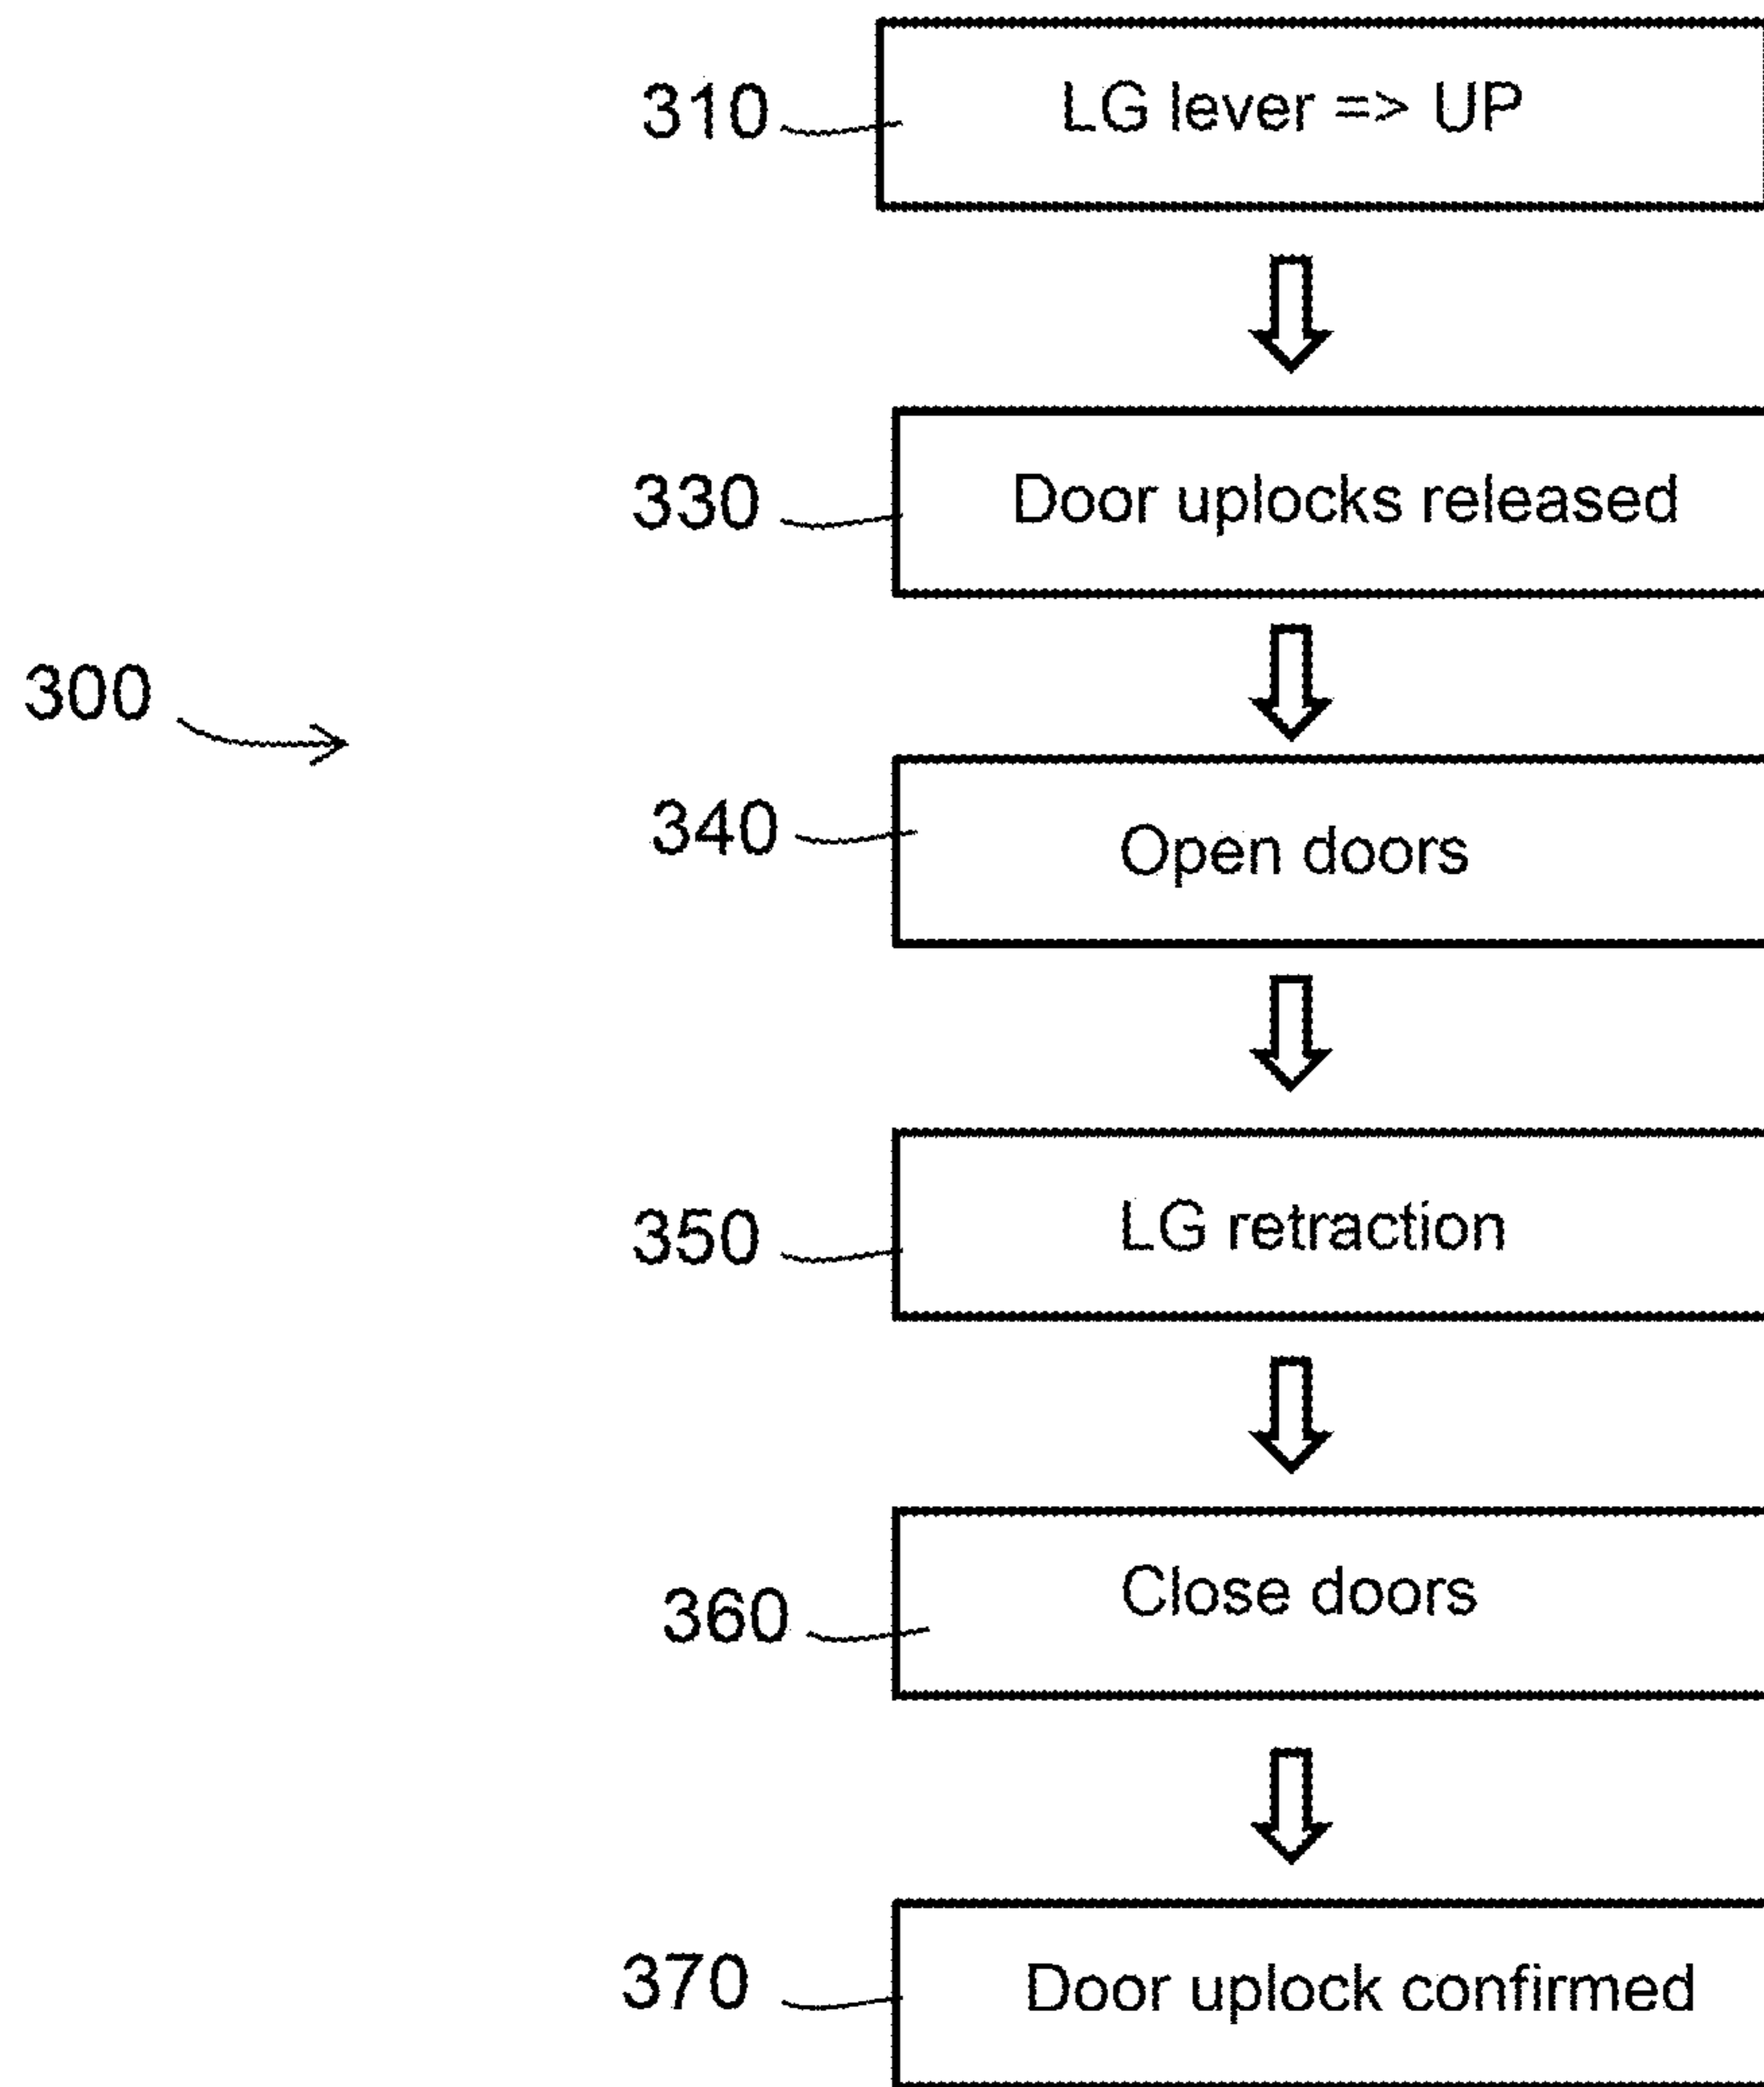 310 LG lever => UP
330 Door uplocks released
300
340 Open doors
350 LG retraction
360 Close doors
370 Door uplock confirmed